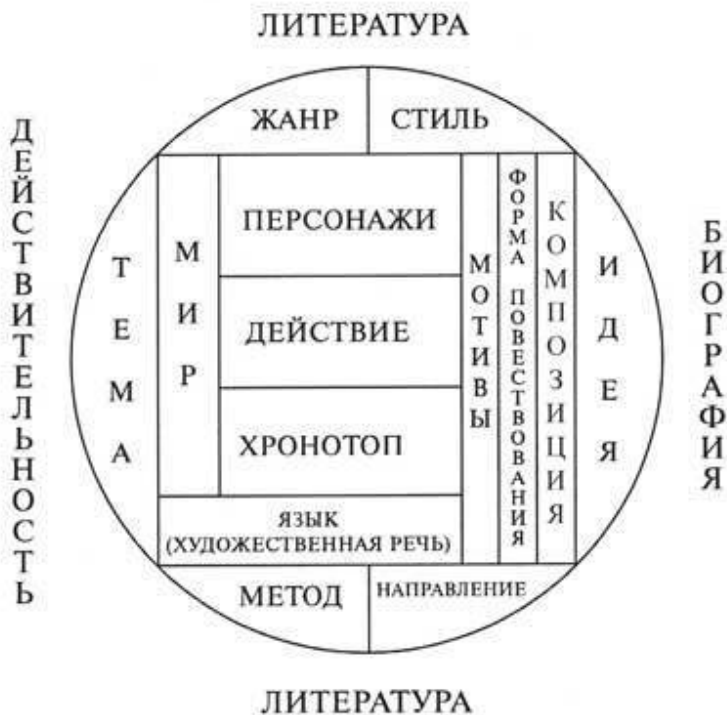 ЛИТЕРАТУРА
ДЕЙСТВИТЕЛЬНОСТЬ
ЖАНР
СТИЛЬ
ТЕМА
МИР
ПЕРСОНАЖИ
ДЕЙСТВИЕ
ХРОНОТОП
МОТИВЫ
ФОРМА ПОВЕСТВОВАНИЯ
КОМПОЗИЦИЯ
ИДЕЯ
БИОГРАФИЯ
ЯЗЫК
(ХУДОЖЕСТВЕННАЯ РЕЧЬ)
МЕТОД
НАПРАВЛЕНИЕ
ЛИТЕРАТУРА